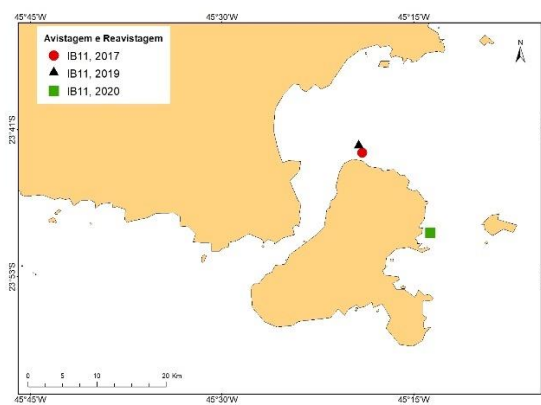 45°45'W 45°30'W 45°15'W
Avistagem e Reavistagem
IB11, 2017
IB11, 2019
IB11, 2020
N
23°41'S
23°53'S
0 5 10 20 Km
45°45'W 45°30'W 45°15'W